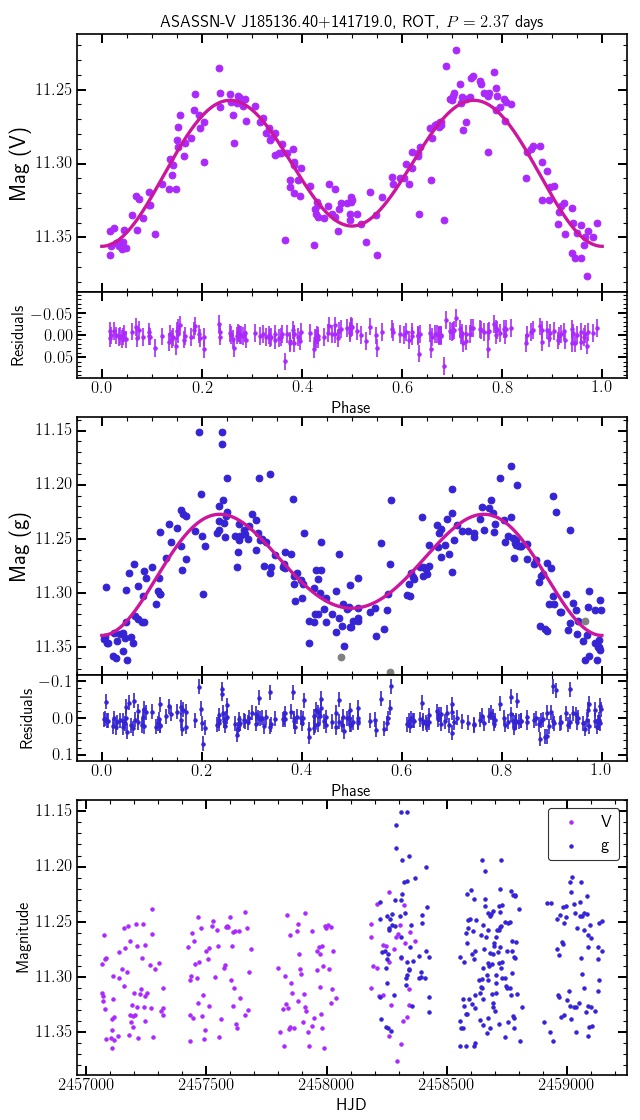 ASASSN-V J185136.40+141719.0, ROT, P = 2.37 days
11.25
11.30
11.35
Mag (V)
−0.05
0.00
0.05
Residuals
0.0 0.2 0.4 0.6 0.8 1.0
Phase
11.15
11.20
11.25
11.30
11.35
Mag (g)
−0.1
0.0
0.1
Residuals
0.0 0.2 0.4 0.6 0.8 1.0
Phase
11.15
11.20
11.25
11.30
11.35
Magnitude
V
g
2457000 2457500 2458000 2458500 2459000
HJD